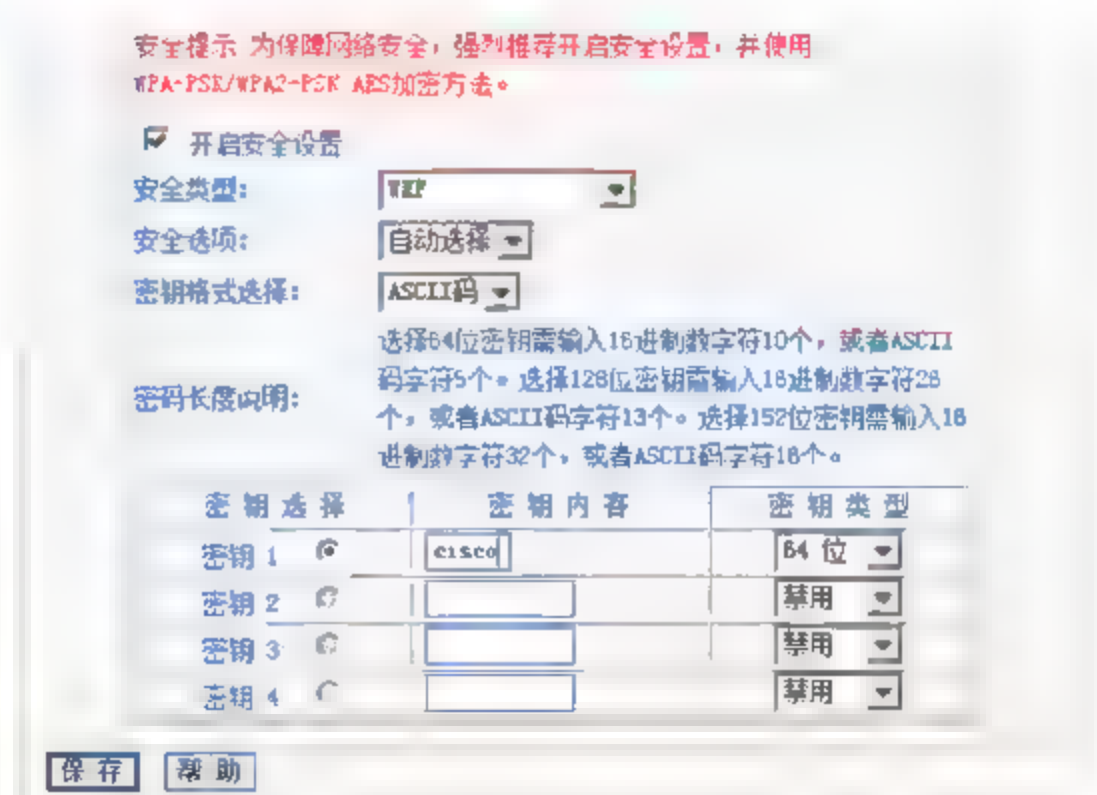 安全提示 为保障网络安全，强烈推荐开启安全设置，并使用
WPA-PSK/WPA2-PSK AES加密方法。
开启安全设置
安全类型： WEP
安全选项： 自动选择
密钥格式选择： ASCII码
选择64位密钥需输入16进制数字符10个，或者ASCII
码字符5个。选择128位密钥需输入16进制数字符26
密码长度说明：
个，或者ASCII码字符13个。选择152位密钥需输入16
进制数字符32个，或者ASCII码字符16个。
密钥选择 密钥内容 密钥类型
密钥 1 cisco 64 位
密钥 2 禁用
密钥 3 禁用
密钥 4 禁用
保存 帮助